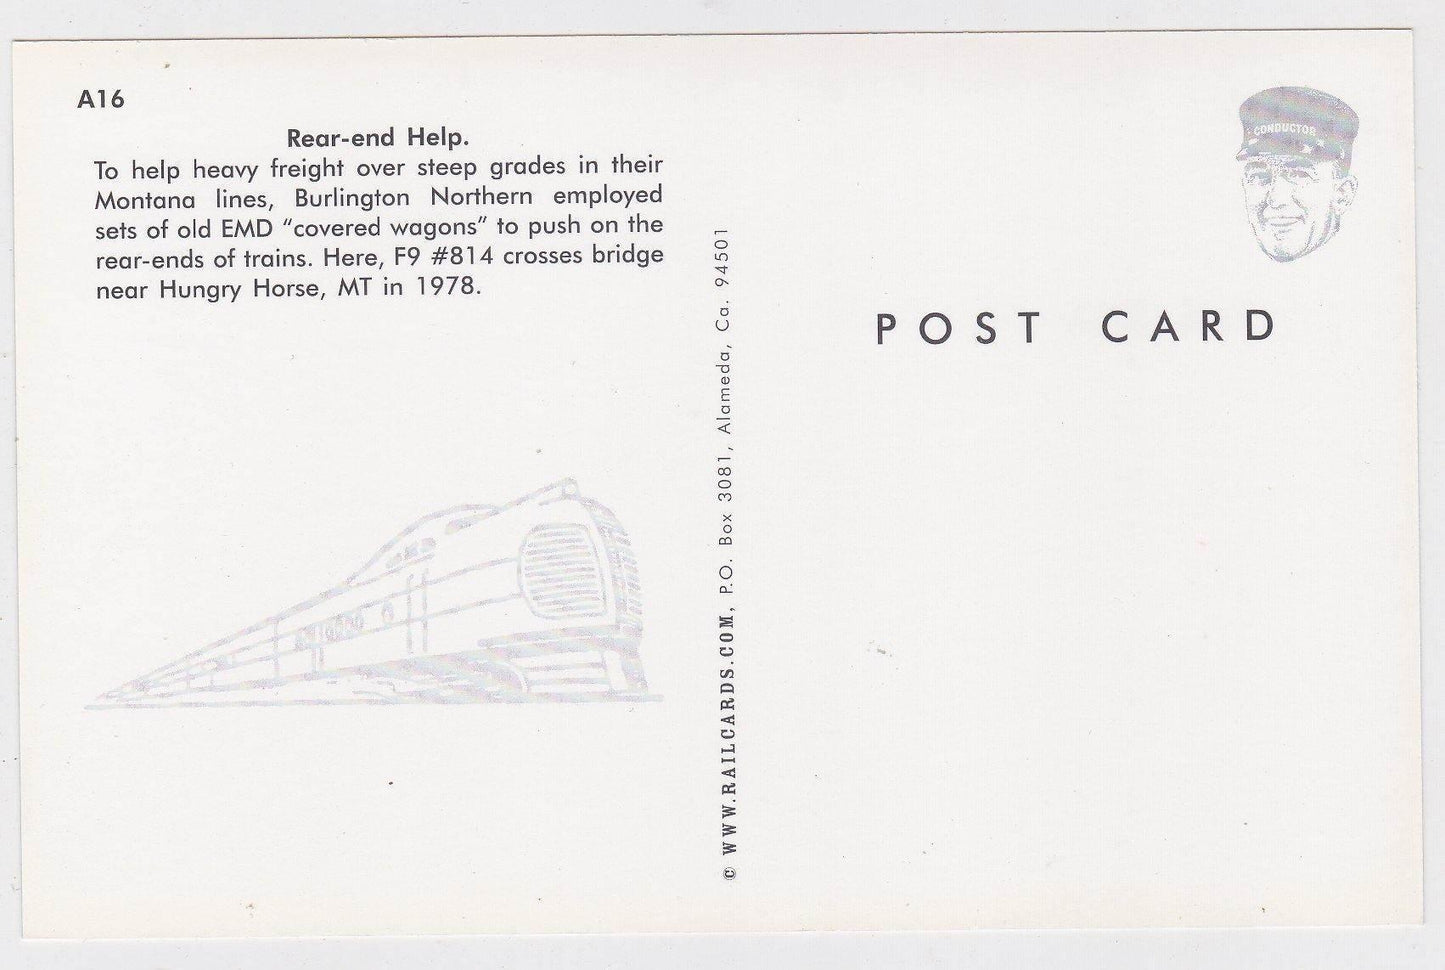 A16
Rear-end Help.
To help heavy freight over steep grades in their
Montana lines, Burlington Northern employed
sets of old EMD “covered wagons” to push on the
rear-ends of trains. Here, F9 #814 crosses bridge
near Hungry Horse, MT in 1978.
© WWW.RAILCARDS.COM, P.O. Box 3081, Alameda, Ca. 94501
CONDUCTOR
POST CARD